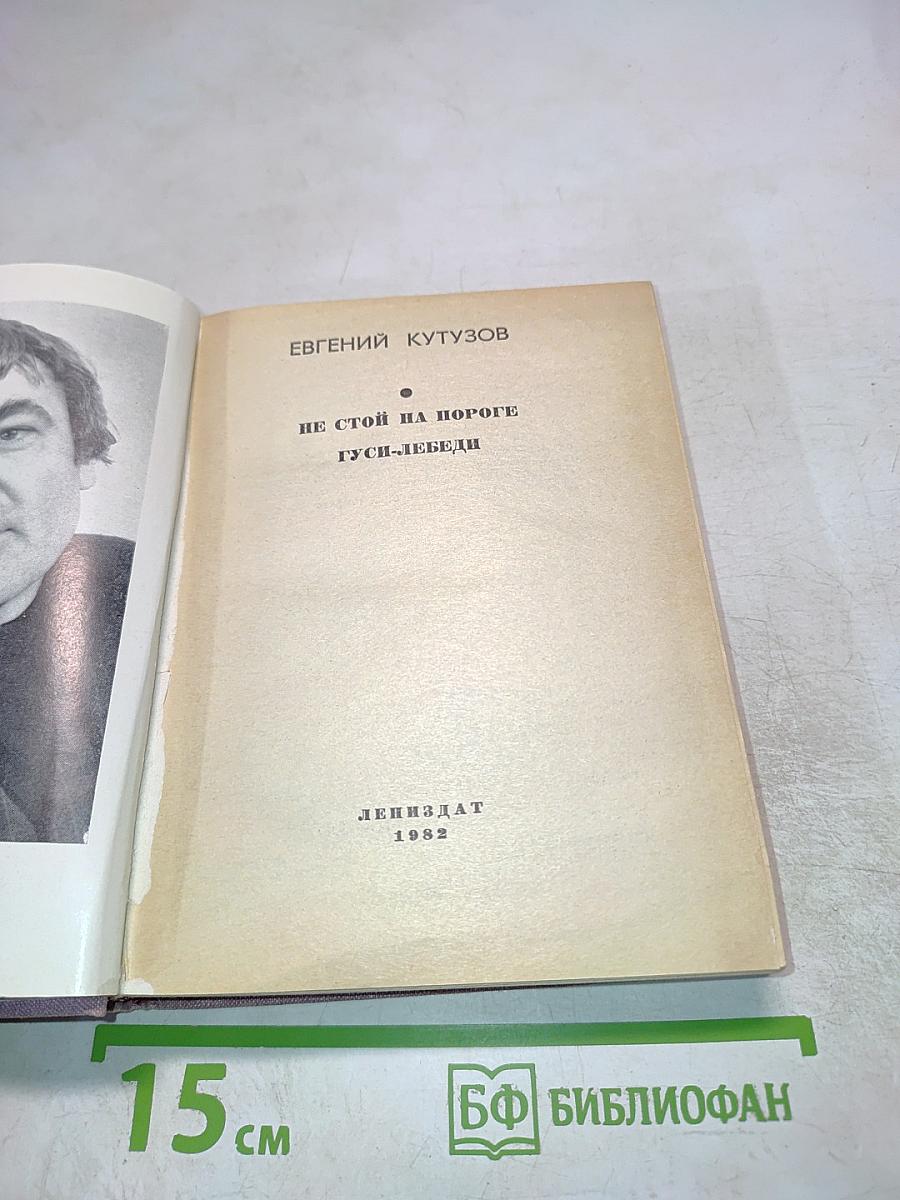 ЕВГЕНИЙ КУТУЗОВ
НЕ СТОЙ НА ПОРОГЕ
ГУСИ-ЛЕБЕДИ
ЛЕНИЗДАТ
1982
15 см
БФ БИБЛИОФАН